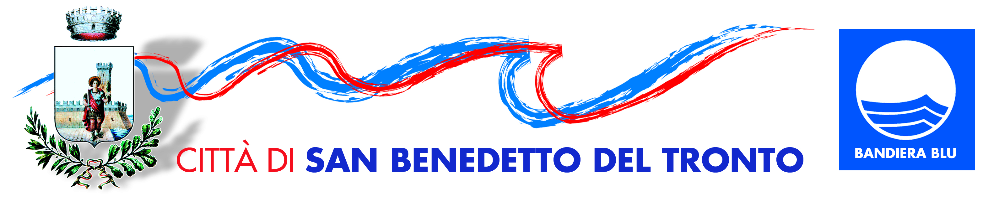 CITTÀ DI SAN BENEDETTO DEL TRONTO
BANDIERA BLU